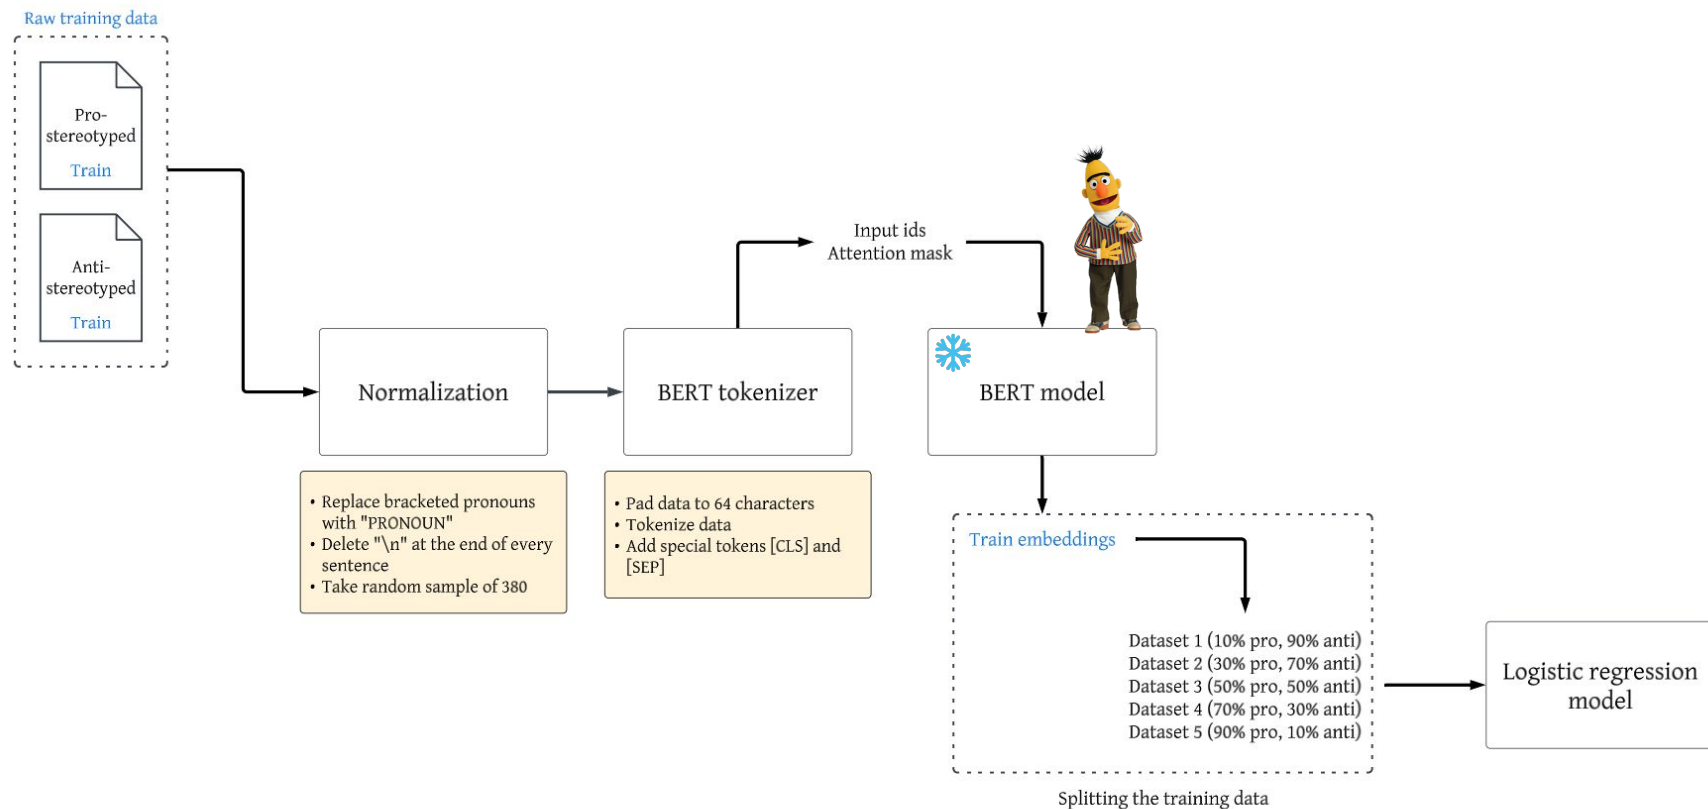 Raw training data
Pro-
stereotyped
Train
Anti-
stereotyped
Train
Normalization
• Replace bracketed pronouns
with "PRONOUN"
• Delete "\n" at the end of every
sentence
• Take random sample of 380
BERT tokenizer
• Pad data to 64 characters
• Tokenize data
• Add special tokens [CLS] and
[SEP]
Input ids
Attention mask
BERT model
Train embeddings
Dataset 1 (10% pro, 90% anti)
Dataset 2 (30% pro, 70% anti)
Dataset 3 (50% pro, 50% anti)
Dataset 4 (70% pro, 30% anti)
Dataset 5 (90% pro, 10% anti)
Splitting the training data
Logistic regression
model